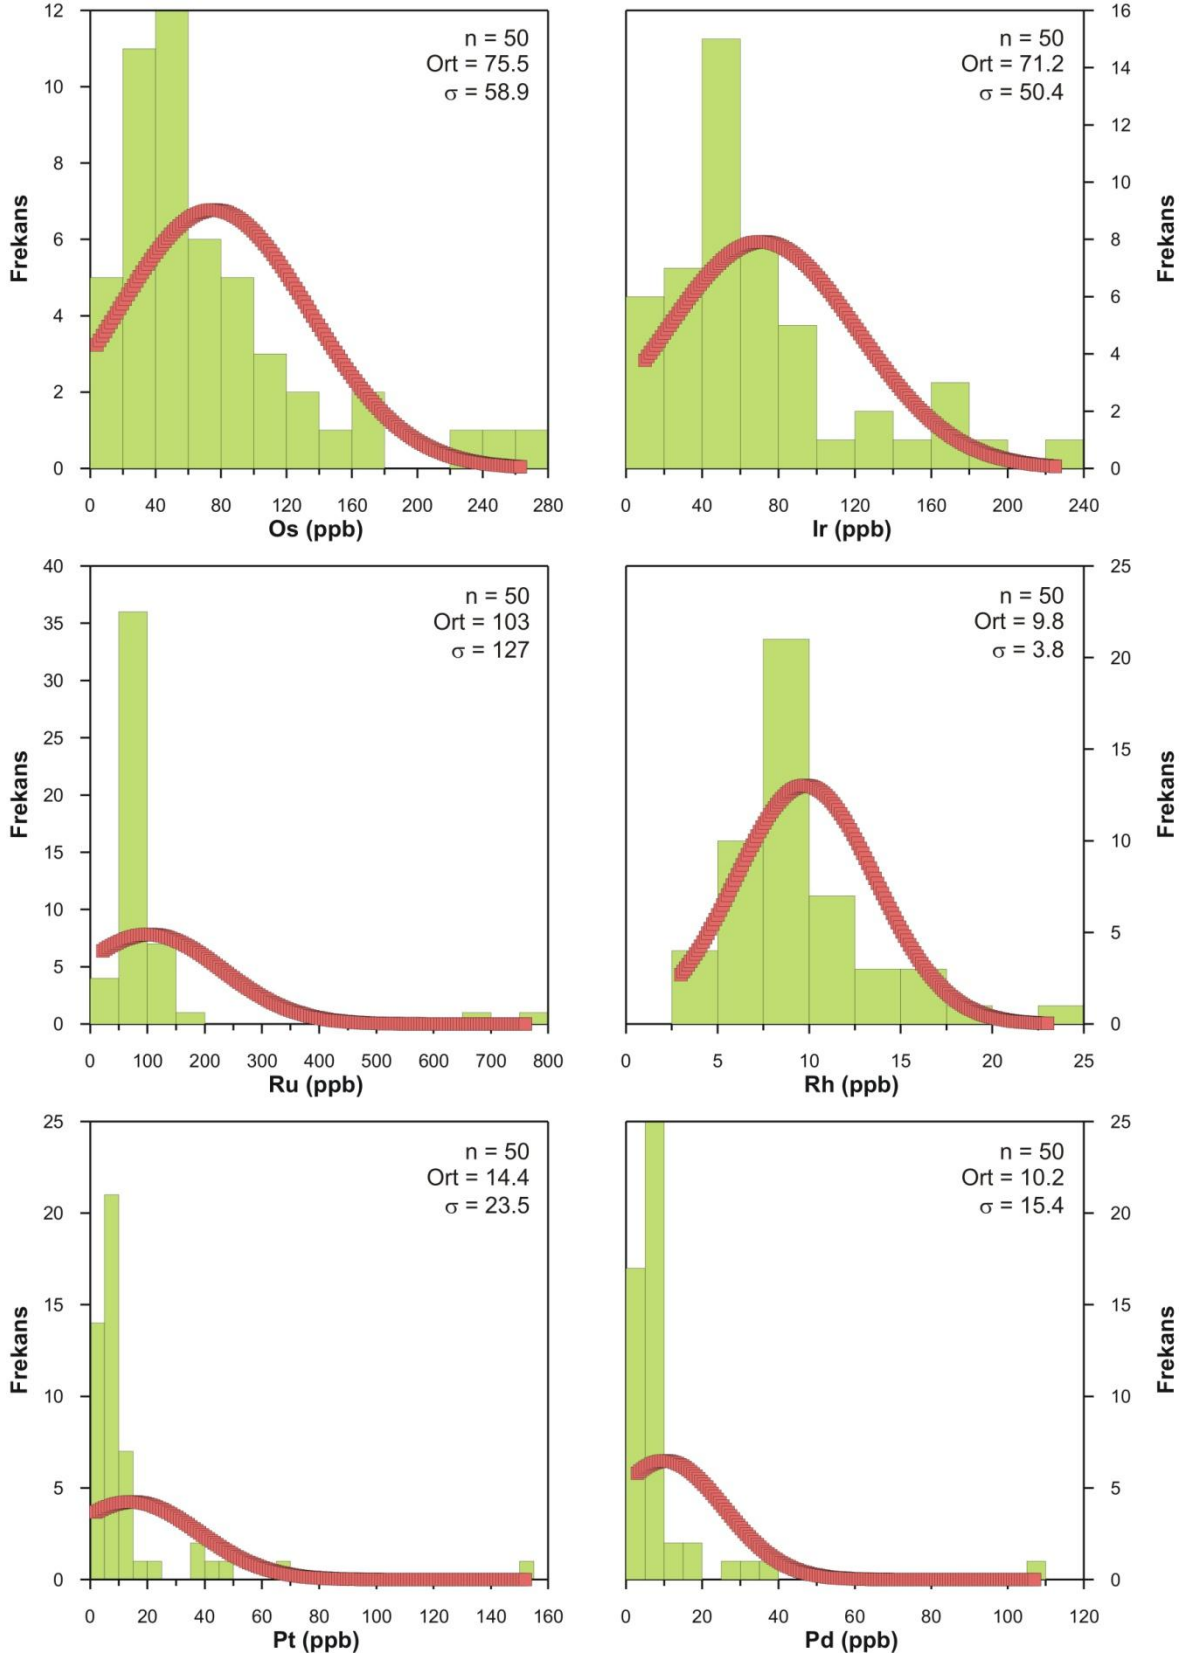 12
10
8
6
4
2
0
Frekans
n = 50
Ort = 75.5
σ = 58.9
0 40 80 120 160 200 240 280
Os (ppb)
16
14
12
10
8
6
4
2
0
Frekans
n = 50
Ort = 71.2
σ = 50.4
0 40 80 120 160 200 240
Ir (ppb)
40
35
30
25
20
15
10
5
0
Frekans
n = 50
Ort = 103
σ = 127
0 100 200 300 400 500 600 700 800
Ru (ppb)
25
20
15
10
5
0
Frekans
n = 50
Ort = 9.8
σ = 3.8
0 5 10 15 20 25
Rh (ppb)
25
20
15
10
5
0
Frekans
n = 50
Ort = 14.4
σ = 23.5
0 20 40 60 80 100 120 140 160
Pt (ppb)
25
20
15
10
5
0
Frekans
n = 50
Ort = 10.2
σ = 15.4
0 20 40 60 80 100 120
Pd (ppb)